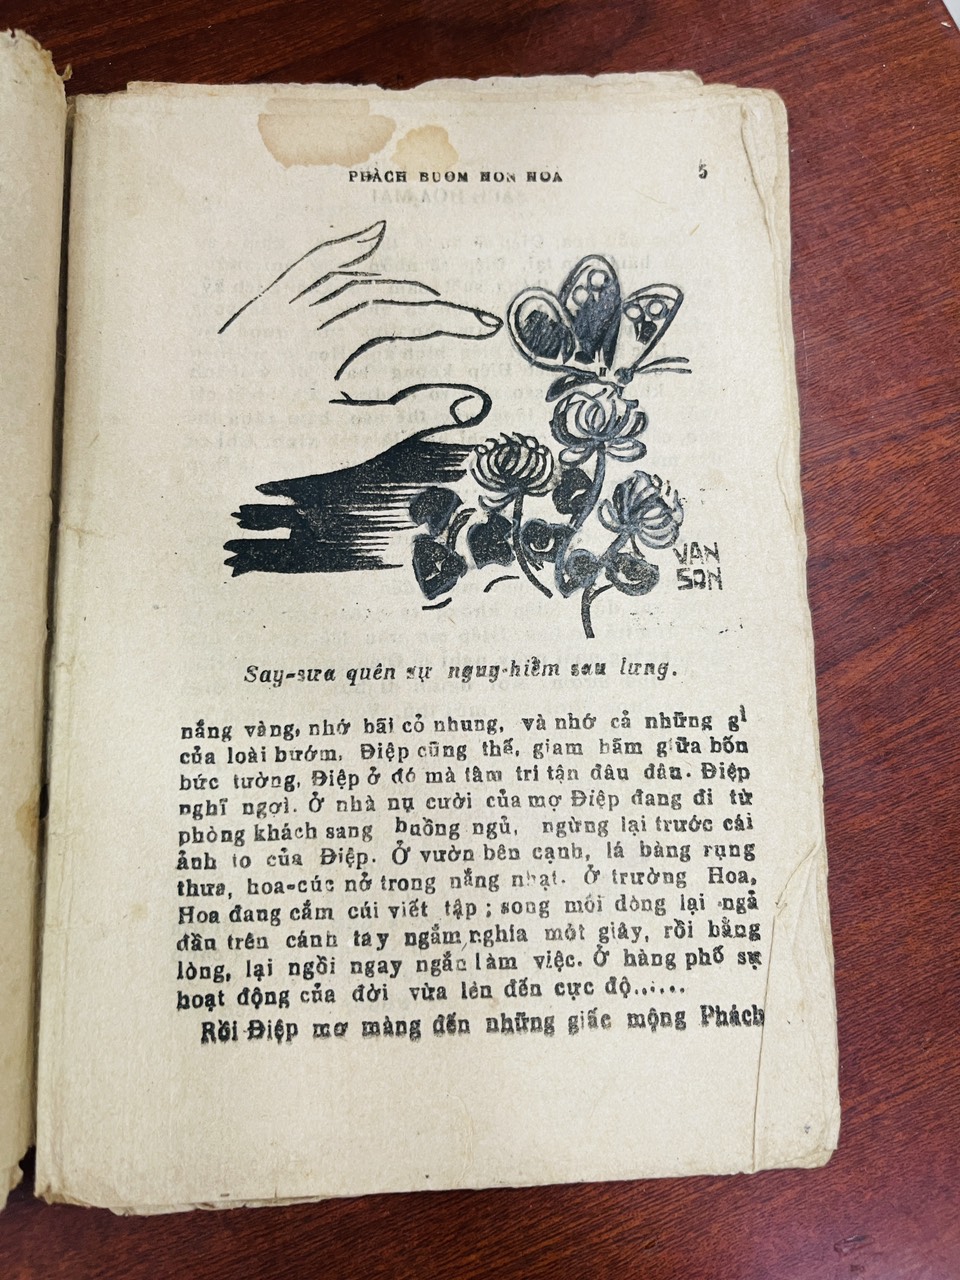 PHÁCH BUOM HON HOA 5
VAN
SON
Say-sưa quên sự nguy-hiểm sau lưng.
nắng vàng, nhớ bãi cỏ nhung, và nhớ cả những gì
của loài bướm. Điệp cũng thế, giam hãm giữa bốn
bức tường, Điệp ở đó mà tâm trí tận đâu đâu. Điệp
nghĩ ngợi. Ở nhà nụ cười của mợ Điệp đang đi từ
phòng khách sang buồng ngủ, ngừng lại trước cái
ảnh to của Điệp. Ở vườn bên cạnh, lá bàng rụng
thưa, hoa-cúc nở trong nắng nhạt. Ở trường Hoa,
Hoa đang cắm cúi viết tập ; song mỗi dòng lại ngả
đầu trên cánh tay ngắm nghía một giây, rồi bằng
lòng, lại ngồi ngay ngắn làm việc. Ở hàng phố sự
hoạt động của đời vừa lên đến cực độ......
Rồi Điệp mơ màng đến những giấc mộng Phách